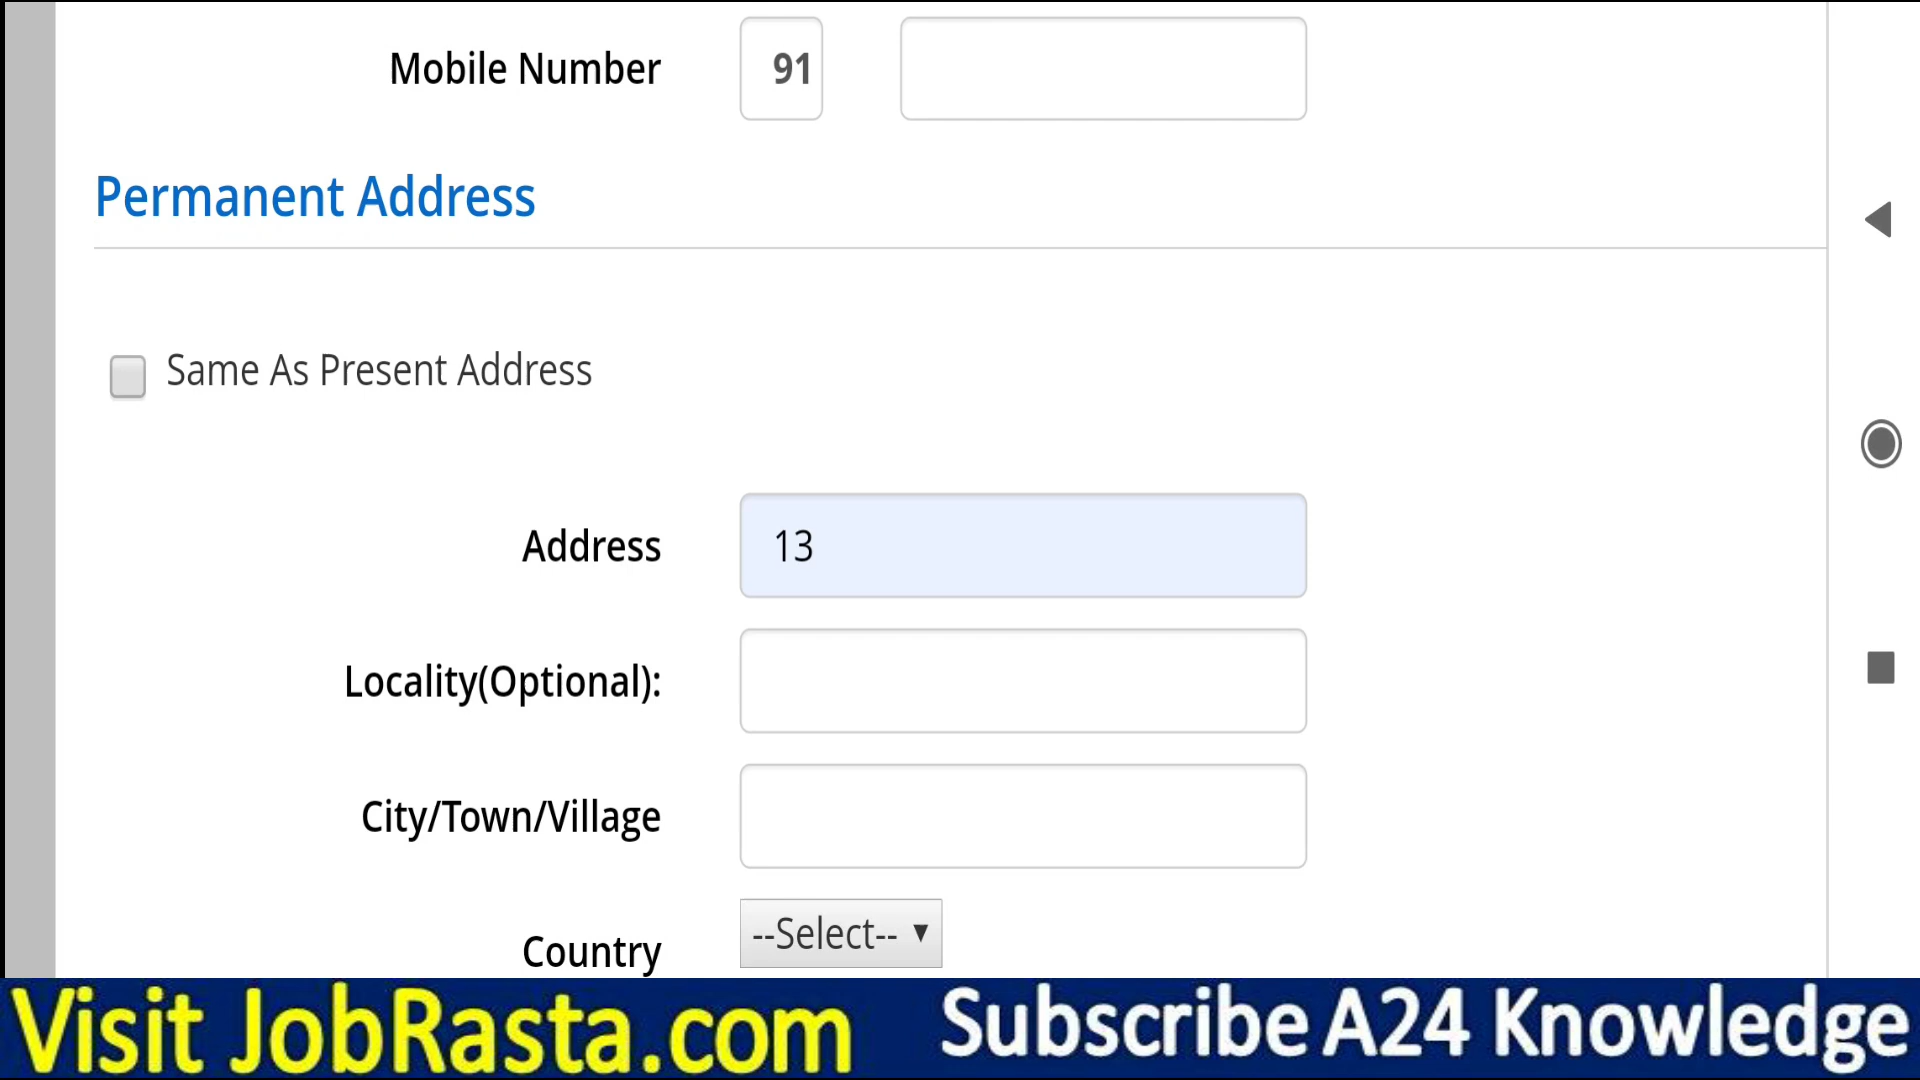 Mobile Number 91
Permanent Address
Same As Present Address
Address 13
Locality(Optional):
City/Town/Village
Country --Select--
Visit JobRasta.com Subscribe A24 Knowledge